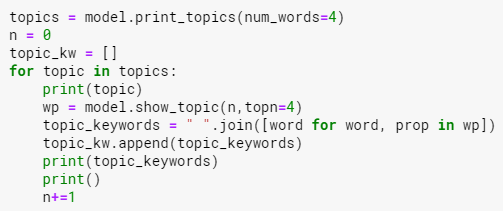 topics = model.print_topics(num_words=4)
n = 0
topic_kw = []
for topic in topics:
    print(topic)
    wp = model.show_topic(n,topn=4)
    topic_keywords = " ".join([word for word, prop in wp])
    topic_kw.append(topic_keywords)
    print(topic_keywords)
    print()
    n+=1